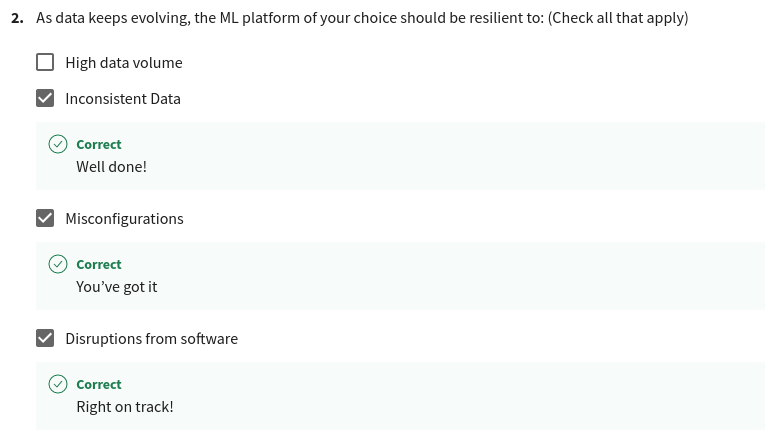 2. As data keeps evolving, the ML platform of your choice should be resilient to: (Check all that apply)
High data volume
Inconsistent Data
Correct
Well done!
Misconfigurations
Correct
You’ve got it
Disruptions from software
Correct
Right on track!